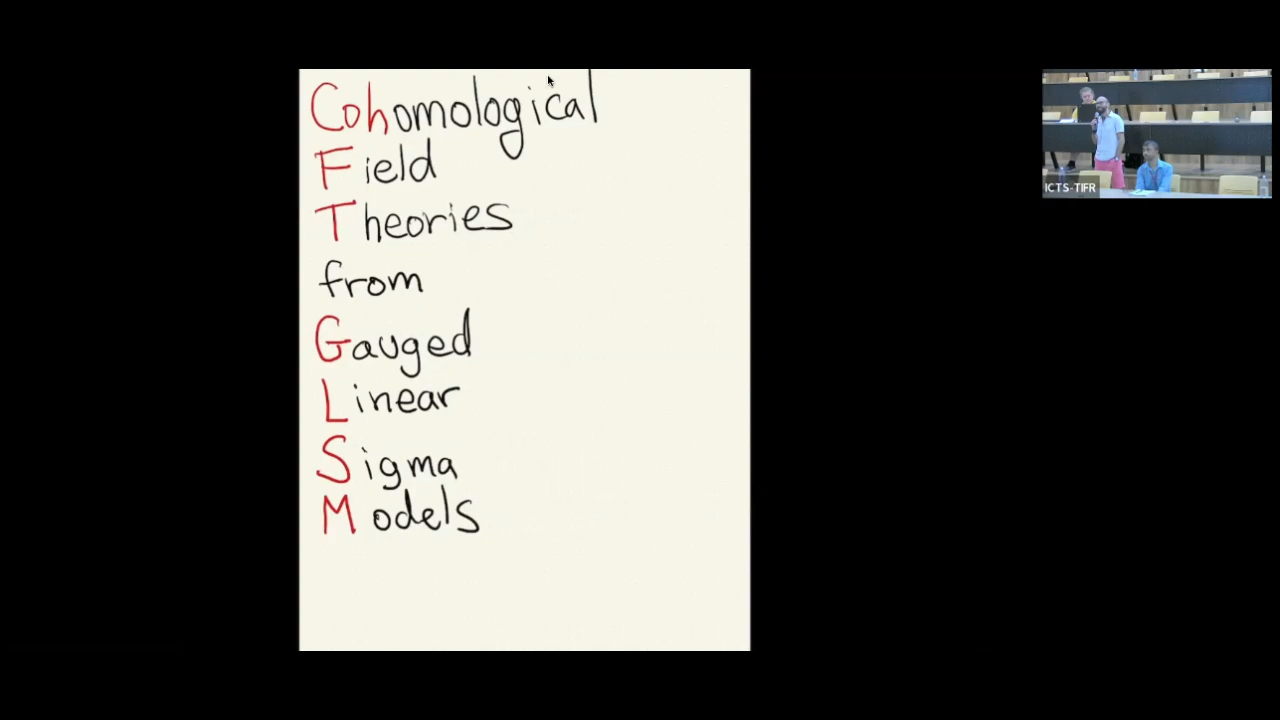 Cohomological
Field
Theories
from
Gauged
Linear
Sigma
Models
ICTS-TIFR